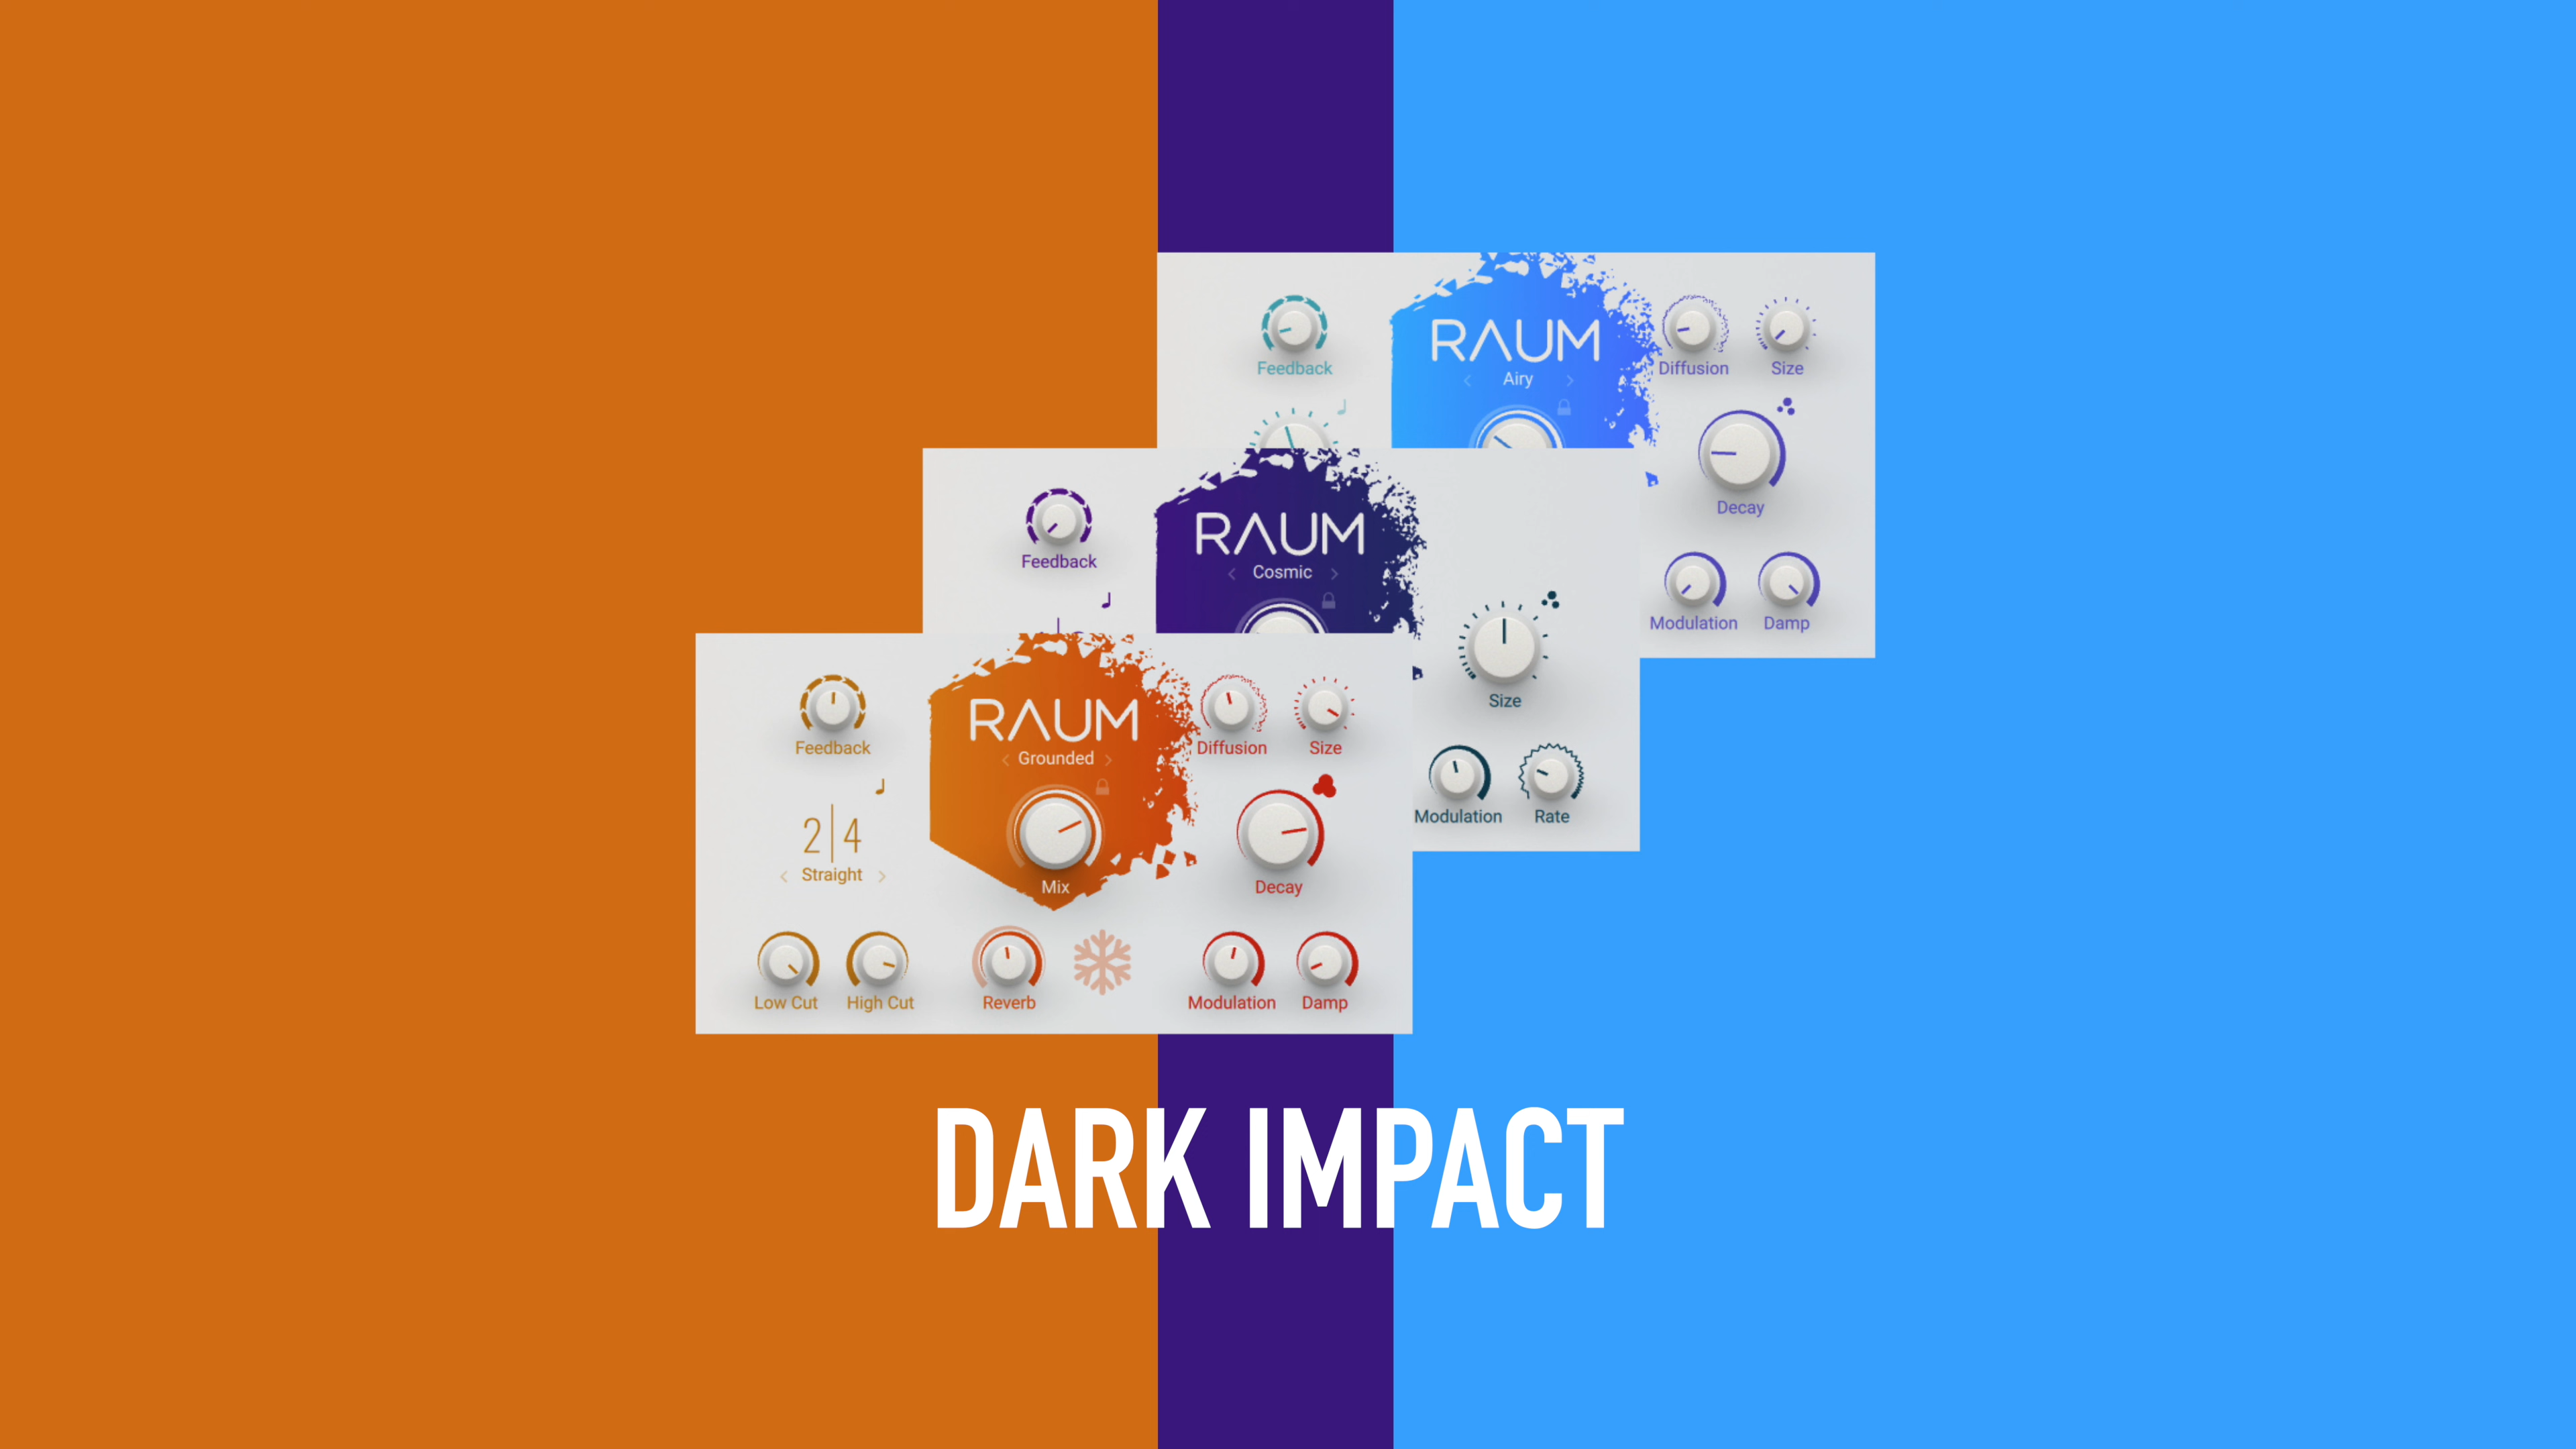 RAUM
Airy
Feedback
Diffusion
Size
Decay
Modulation
Damp
RAUM
Cosmic
Feedback
Size
Modulation
Rate
RAUM
Grounded
Feedback
Diffusion
Size
2|4
Straight
Mix
Decay
Low Cut
High Cut
Reverb
Modulation
Damp
DARK IMPACT